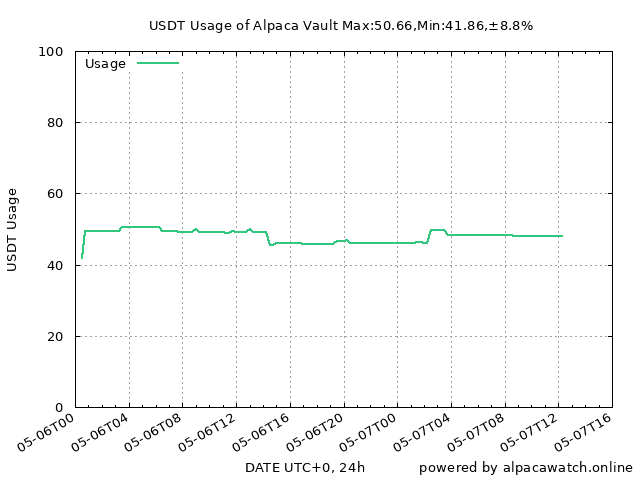 USDT Usage of Alpaca Vault Max:50.66,Min:41.86,±8.8%
Usage
100
80
60
40
20
0
USDT Usage
05-06T00
05-06T04
05-06T08
05-06T12
05-06T16
05-06T20
05-07T00
05-07T04
05-07T08
05-07T12
05-07T16
DATE UTC+0, 24h
powered by alpacawatch.online